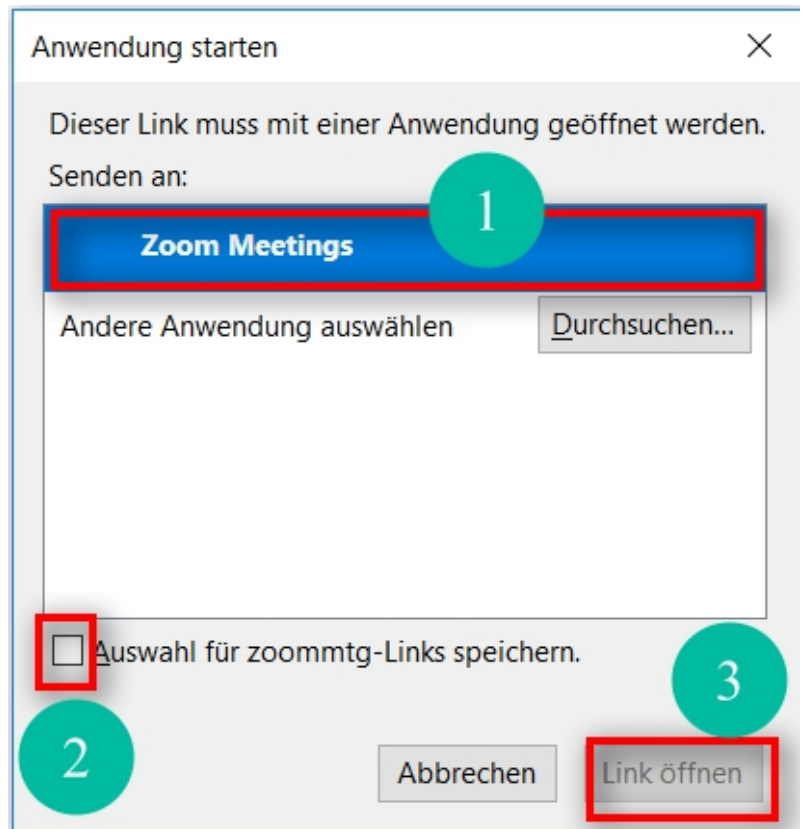 Anwendung starten
Dieser Link muss mit einer Anwendung geöffnet werden.
Senden an:
1
Zoom Meetings
Andere Anwendung auswählen Durchsuchen...
Auswahl für zoommtg-Links speichern.
3
2
Abbrechen Link öffnen